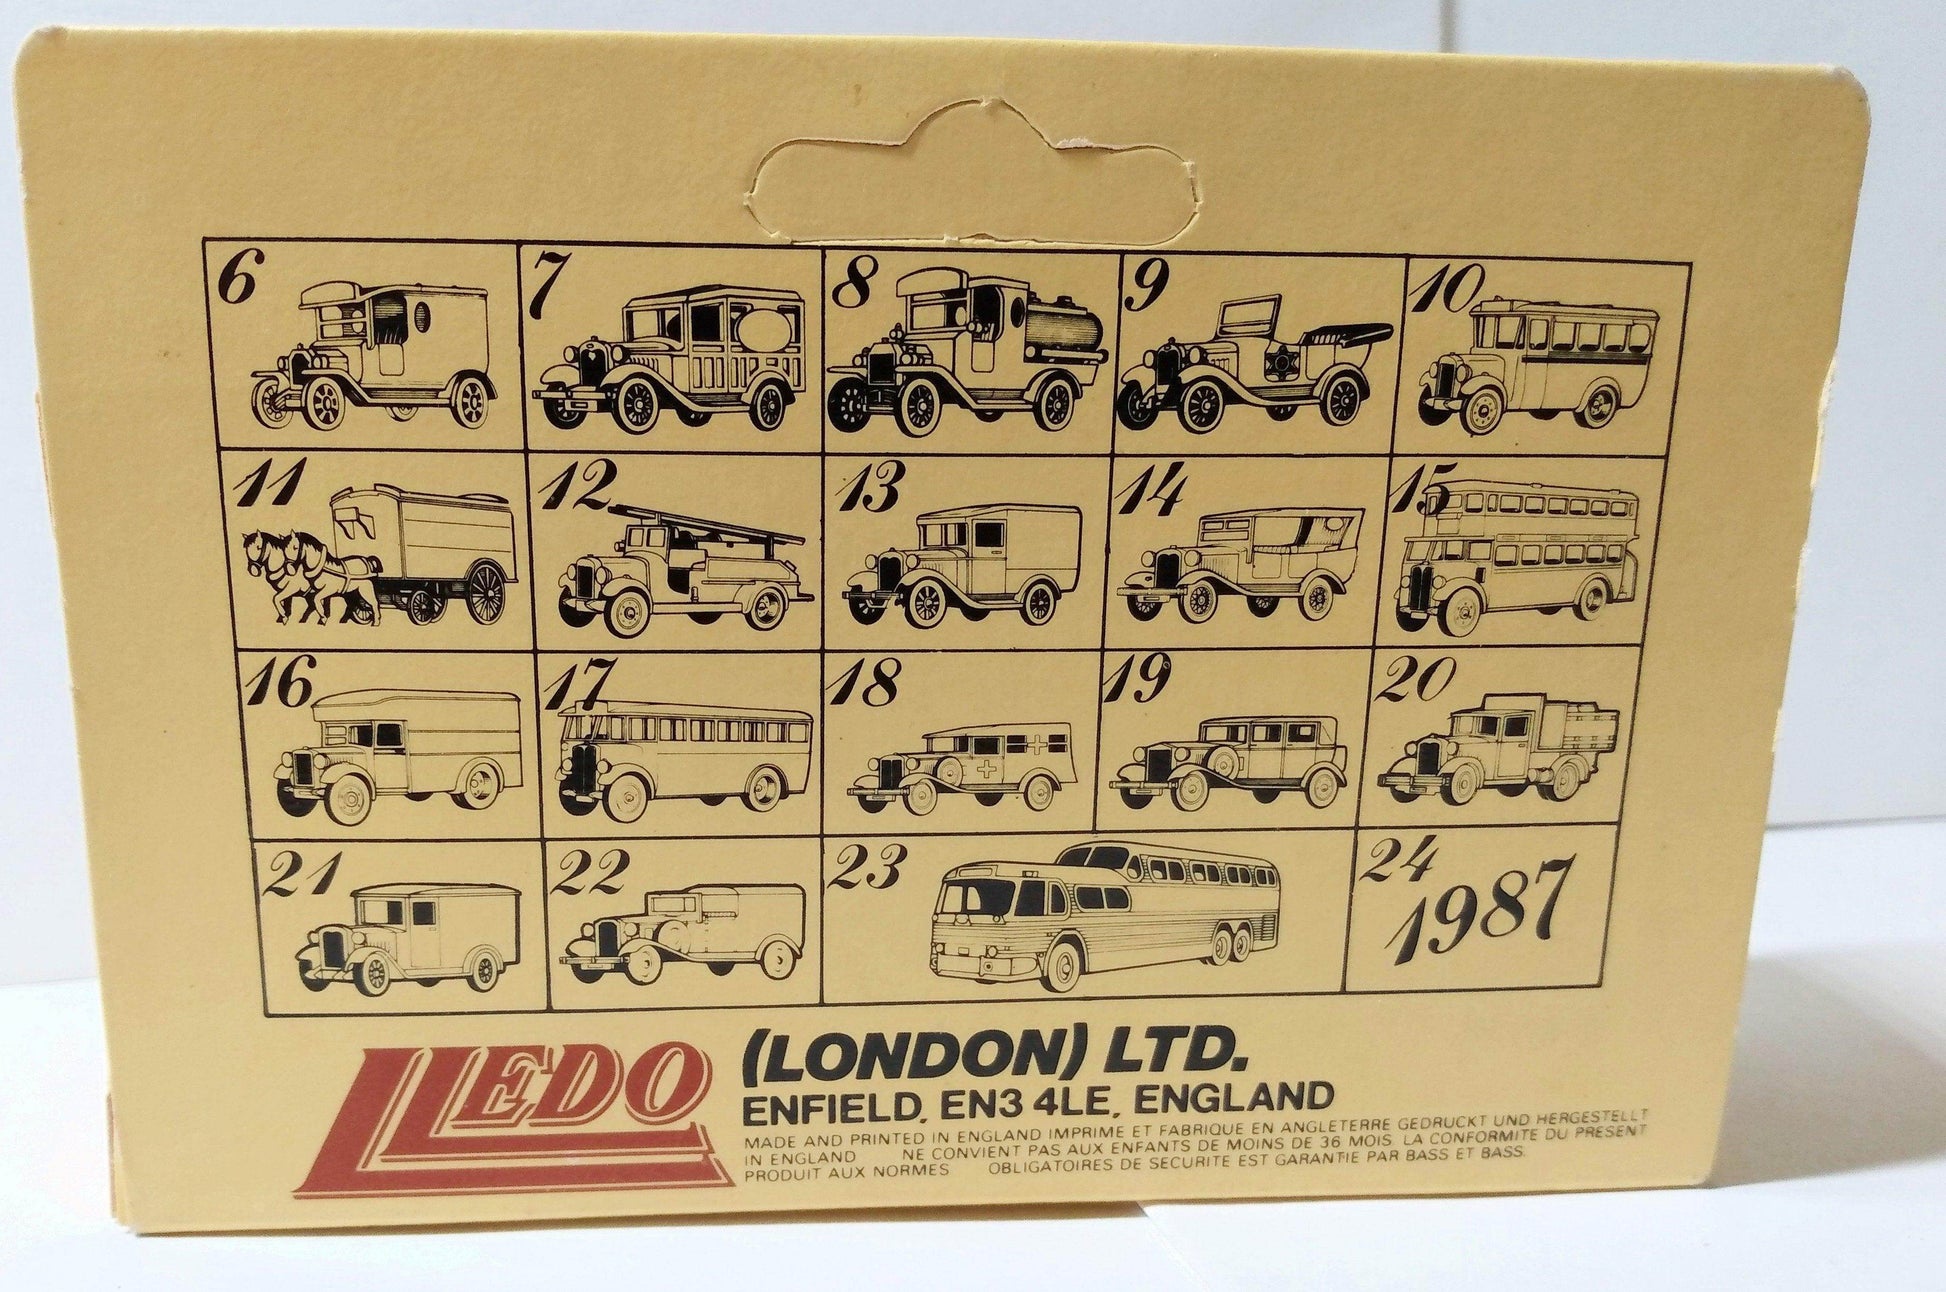 6 7 8 9 10
11 12 13 14 15
16 17 18 19 20
21 22 23 24
1987
LLEDO
(LONDON) LTD.
ENFIELD, EN3 4LE, ENGLAND
MADE AND PRINTED IN ENGLAND IMPRIME ET FABRIQUE EN ANGLETERRE GEDRUCKT UND HERGESTELLT
IN ENGLAND NE CONVIENT PAS AUX ENFANTS DE MOINS DE 36 MOIS LA CONFORMITE DU PRESENT
PRODUIT AUX NORMES OBLIGATOIRES DE SECURITE EST GARANTIE PAR BASS ET BASS.